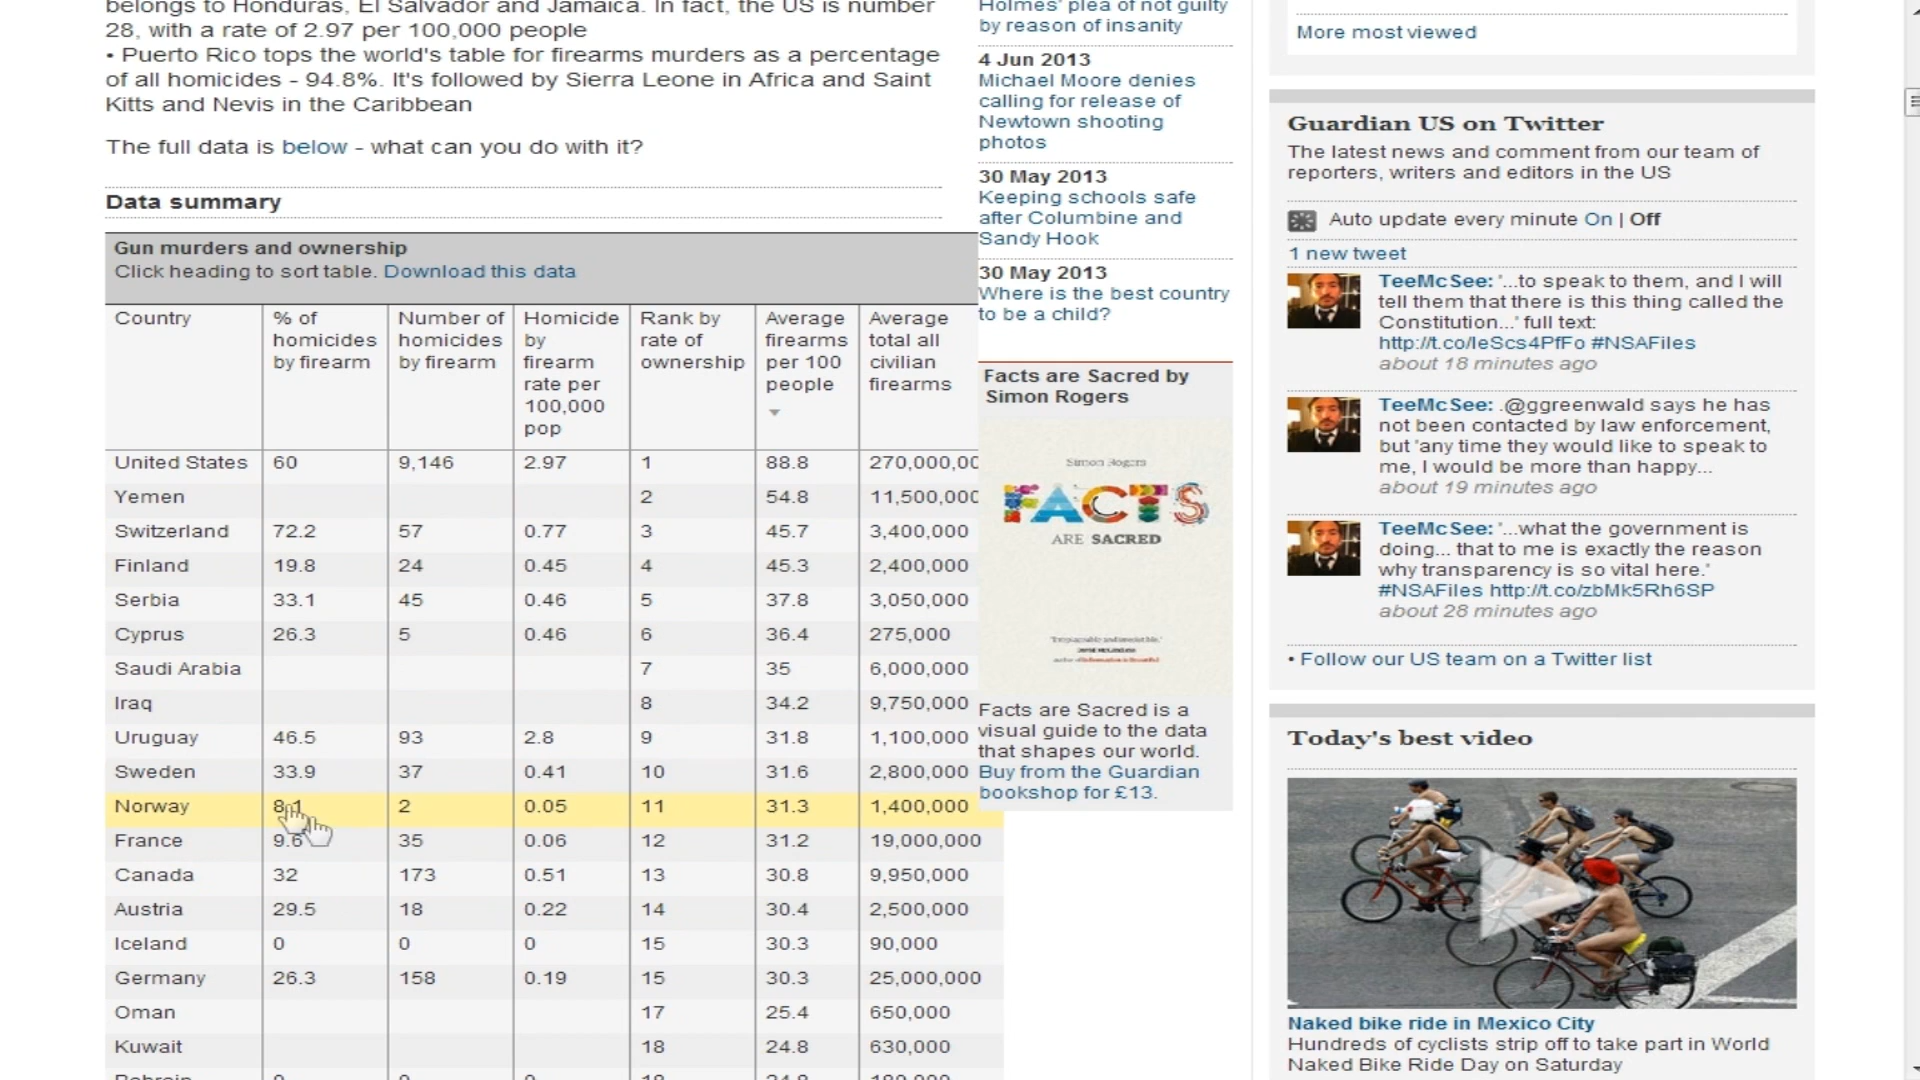 belongs to Honduras, El Salvador and Jamaica. In fact, the US is number
28, with a rate of 2.97 per 100,000 people
• Puerto Rico tops the world's table for firearms murders as a percentage
of all homicides - 94.8%. It's followed by Sierra Leone in Africa and Saint
Kitts and Nevis in the Caribbean
The full data is below - what can you do with it?
Data summary
Gun murders and ownership
Click heading to sort table. Download this data
Country
% of
homicides
by firearm
Number of
homicides
by firearm
Homicide
by
firearm
rate per
100,000
pop
Rank by
rate of
ownership
Average
firearms
per 100
people
Average
total all
civilian
firearms
United States 60 9,146 2.97 1 88.8 270,000,00
Yemen 2 54.8 11,500,000
Switzerland 72.2 57 0.77 3 45.7 3,400,000
Finland 19.8 24 0.45 4 45.3 2,400,000
Serbia 33.1 45 0.46 5 37.8 3,050,000
Cyprus 26.3 5 0.46 6 36.4 275,000
Saudi Arabia 7 35 6,000,000
Iraq 8 34.2 9,750,000
Uruguay 46.5 93 2.8 9 31.8 1,100,000
Sweden 33.9 37 0.41 10 31.6 2,800,000
Norway 8.1 2 0.05 11 31.3 1,400,000
France 9.6 35 0.06 12 31.2 19,000,000
Canada 32 173 0.51 13 30.8 9,950,000
Austria 29.5 18 0.22 14 30.4 2,500,000
Iceland 0 0 0 15 30.3 90,000
Germany 26.3 158 0.19 15 30.3 25,000,000
Oman 17 25.4 650,000
Kuwait 18 24.8 630,000
Holmes' plea of not guilty
by reason of insanity
4 Jun 2013
Michael Moore denies
calling for release of
Newtown shooting
photos
30 May 2013
Keeping schools safe
after Columbine and
Sandy Hook
30 May 2013
Where is the best country
to be a child?
Facts are Sacred by
Simon Rogers
Simon Rogers
FACTS
ARE SACRED
Facts are Sacred is a
visual guide to the data
that shapes our world.
Buy from the Guardian
bookshop for £13.
More most viewed
Guardian US on Twitter
The latest news and comment from our team of
reporters, writers and editors in the US
Auto update every minute On | Off
1 new tweet
TeeMcSee: '...to speak to them, and I will
tell them that there is this thing called the
Constitution...' full text:
http://t.co/IeScs4PfFo #NSAFiles
about 18 minutes ago
TeeMcSee: .@ggreenwald says he has
not been contacted by law enforcement,
but 'any time they would like to speak to
me, I would be more than happy...
about 19 minutes ago
TeeMcSee: '...what the government is
doing... that to me is exactly the reason
why transparency is so vital here.'
#NSAFiles http://t.co/zbMk5Rh6SP
about 28 minutes ago
• Follow our US team on a Twitter list
Today's best video
Naked bike ride in Mexico City
Hundreds of cyclists strip off to take part in World
Naked Bike Ride Day on Saturday